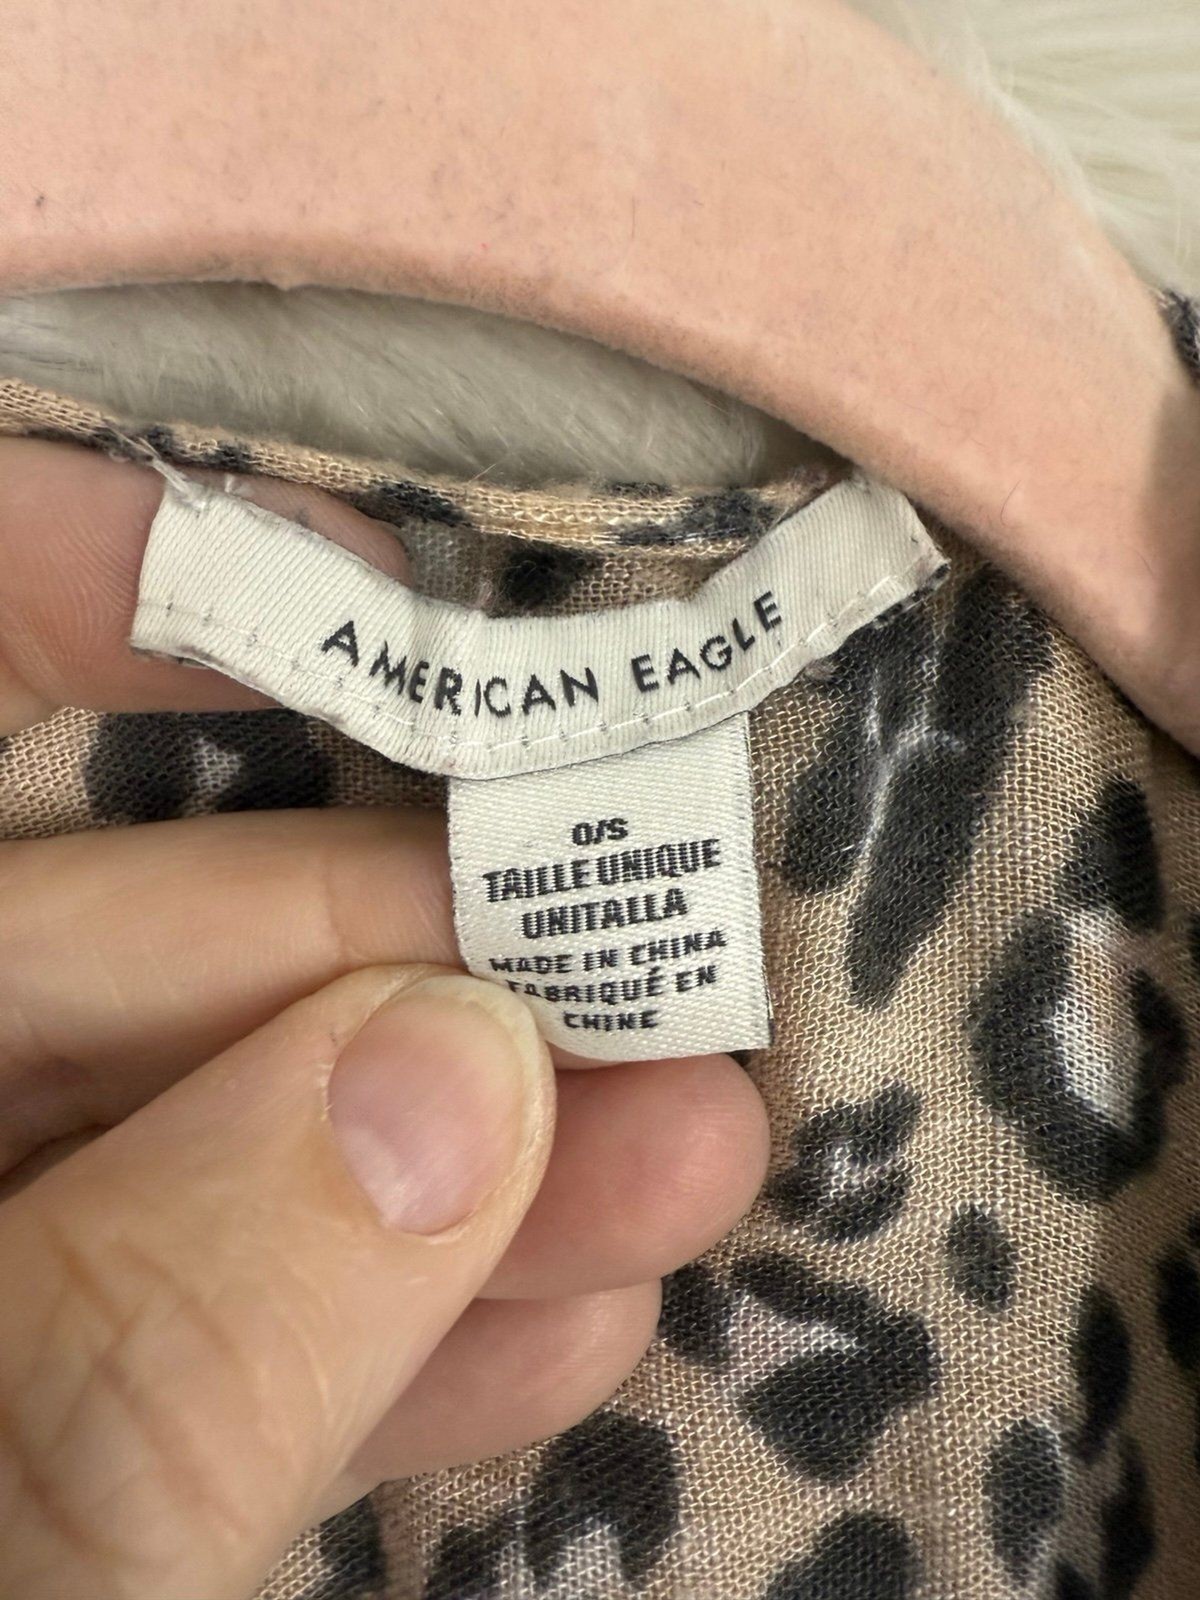 AMERICAN EAGLE
O/S
TAILLE UNIQUE
UNITALLA
MADE IN CHINA
FABRIQUÉ EN
CHINE